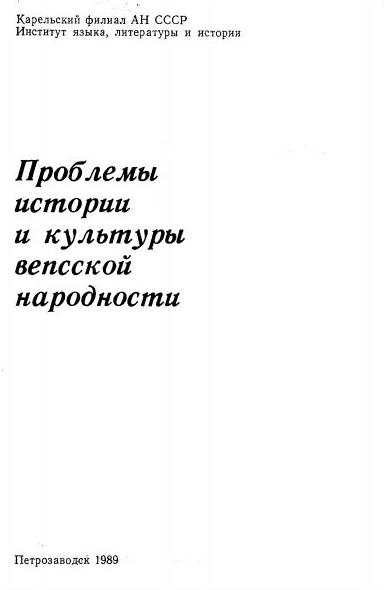 Карельский филиал АН СССР
Институт языка, литературы и истории
Проблемы
истории
и культуры
вепсской
народности
Петрозаводск 1989